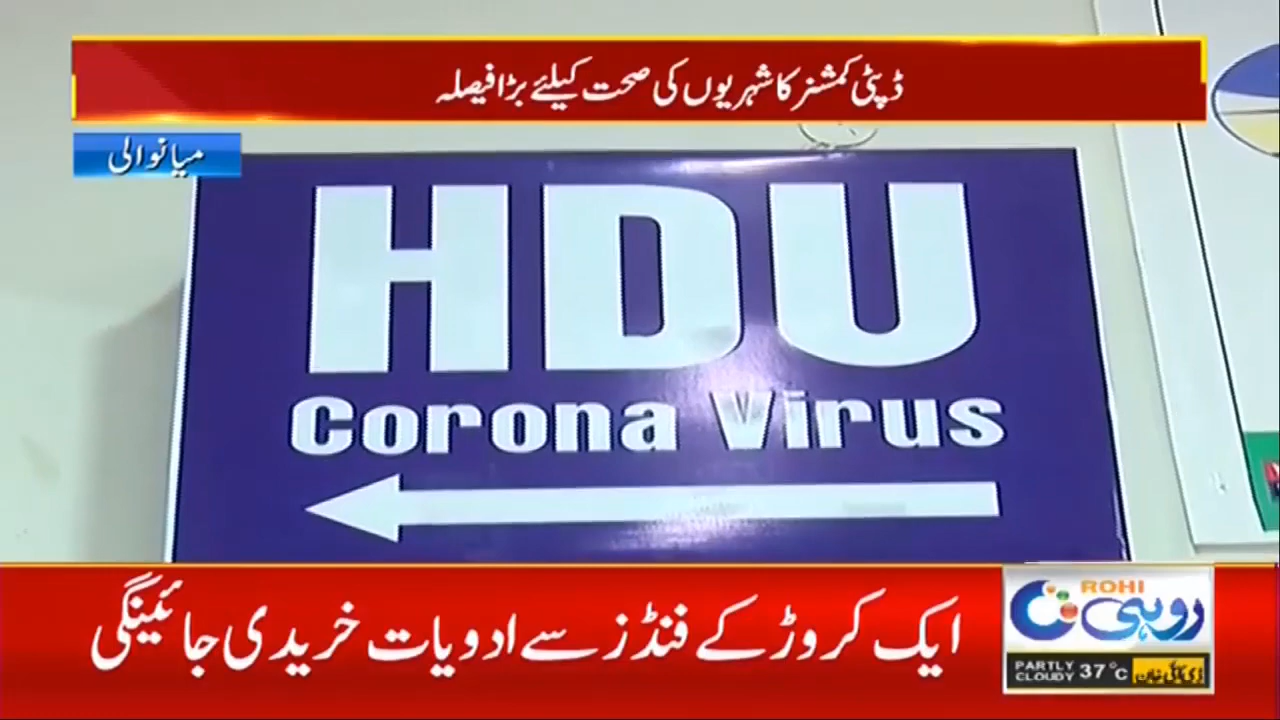 ڈپٹی کمشنر کا شہریوں کی صحت کیلئے بڑا فیصلہ
میانوالی
HDU
Corona Virus
ایک کروڑ کے فنڈز سے ادویات خریدی جائینگی
ROHI
روہی
PARTLY
CLOUDY 37°C